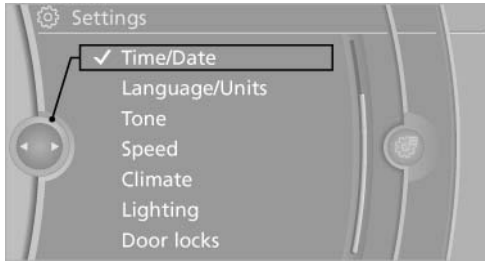 Settings
✓ Time/Date
Language/Units
Tone
Speed
Climate
Lighting
Door locks